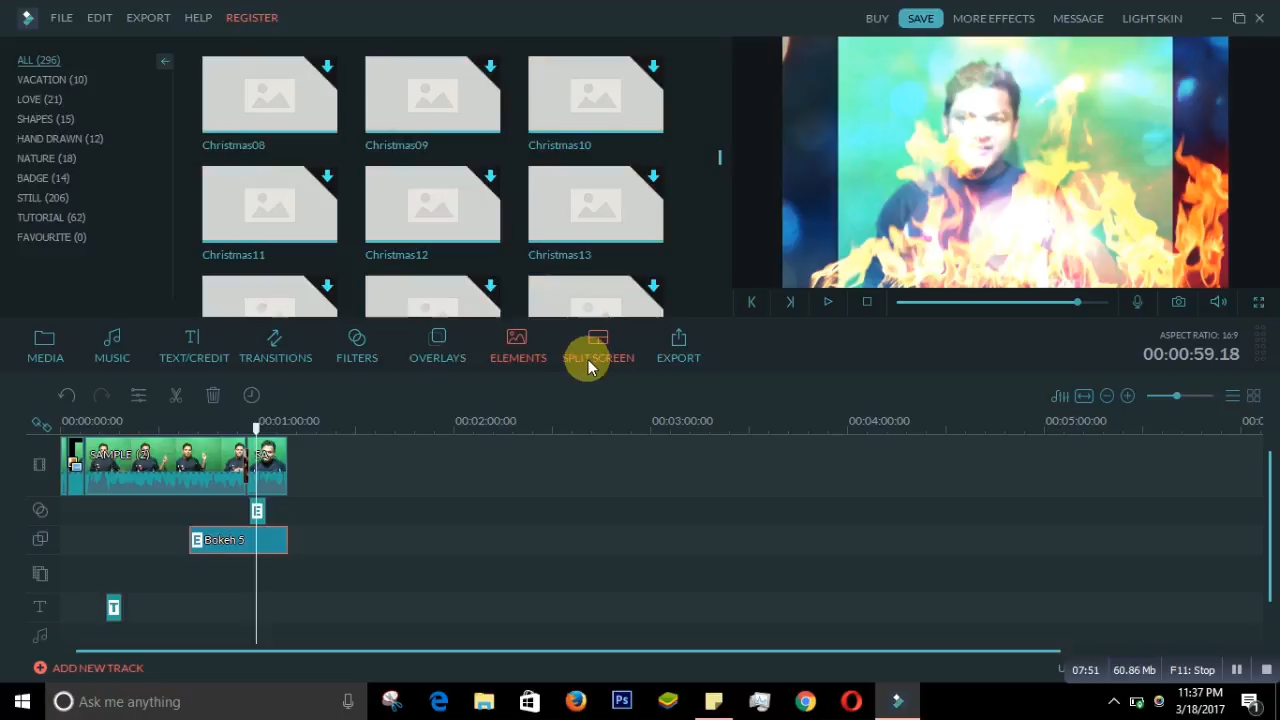 FILE EDIT EXPORT HELP REGISTER BUY SAVE MORE EFFECTS MESSAGE LIGHT SKIN
ALL (296)
VACATION (10)
LOVE (21)
SHAPES (15)
HAND DRAWN (12)
NATURE (18)
BADGE (14)
STILL (206)
TUTORIAL (62)
FAVOURITE (0)
Christmas08 Christmas09 Christmas10
Christmas11 Christmas12 Christmas13
MEDIA MUSIC TEXT/CREDIT TRANSITIONS FILTERS OVERLAYS ELEMENTS SPLITSCREEN EXPORT
ASPECT RATIO: 16:9
00:00:59.18
00:00:00:00 00:01:00:00 00:02:00:00 00:03:00:00 00:04:00:00 00:05:00:00
SAMPLE (2)
E
E Bokeh 5
T
T
ADD NEW TRACK
07:51 60.86 Mb F11: Stop
Ask me anything
Ps
11:37 PM
3/18/2017
1